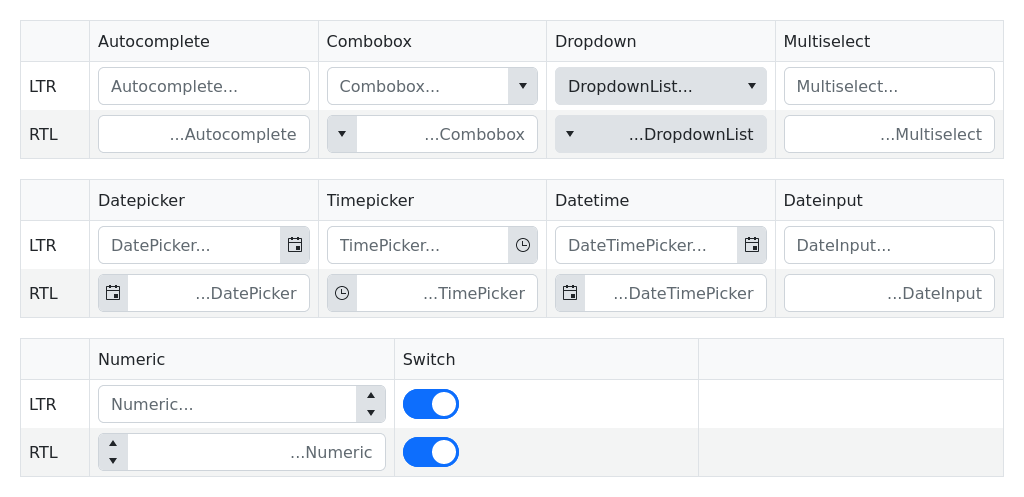 Autocomplete Combobox Dropdown Multiselect
LTR Autocomplete... Combobox... DropdownList... Multiselect...
RTL ...Autocomplete ...Combobox ...DropdownList ...Multiselect
Datepicker Timepicker Datetime Dateinput
LTR DatePicker... TimePicker... DateTimePicker... DateInput...
RTL ...DatePicker ...TimePicker ...DateTimePicker ...DateInput
Numeric Switch
LTR Numeric...
RTL ...Numeric